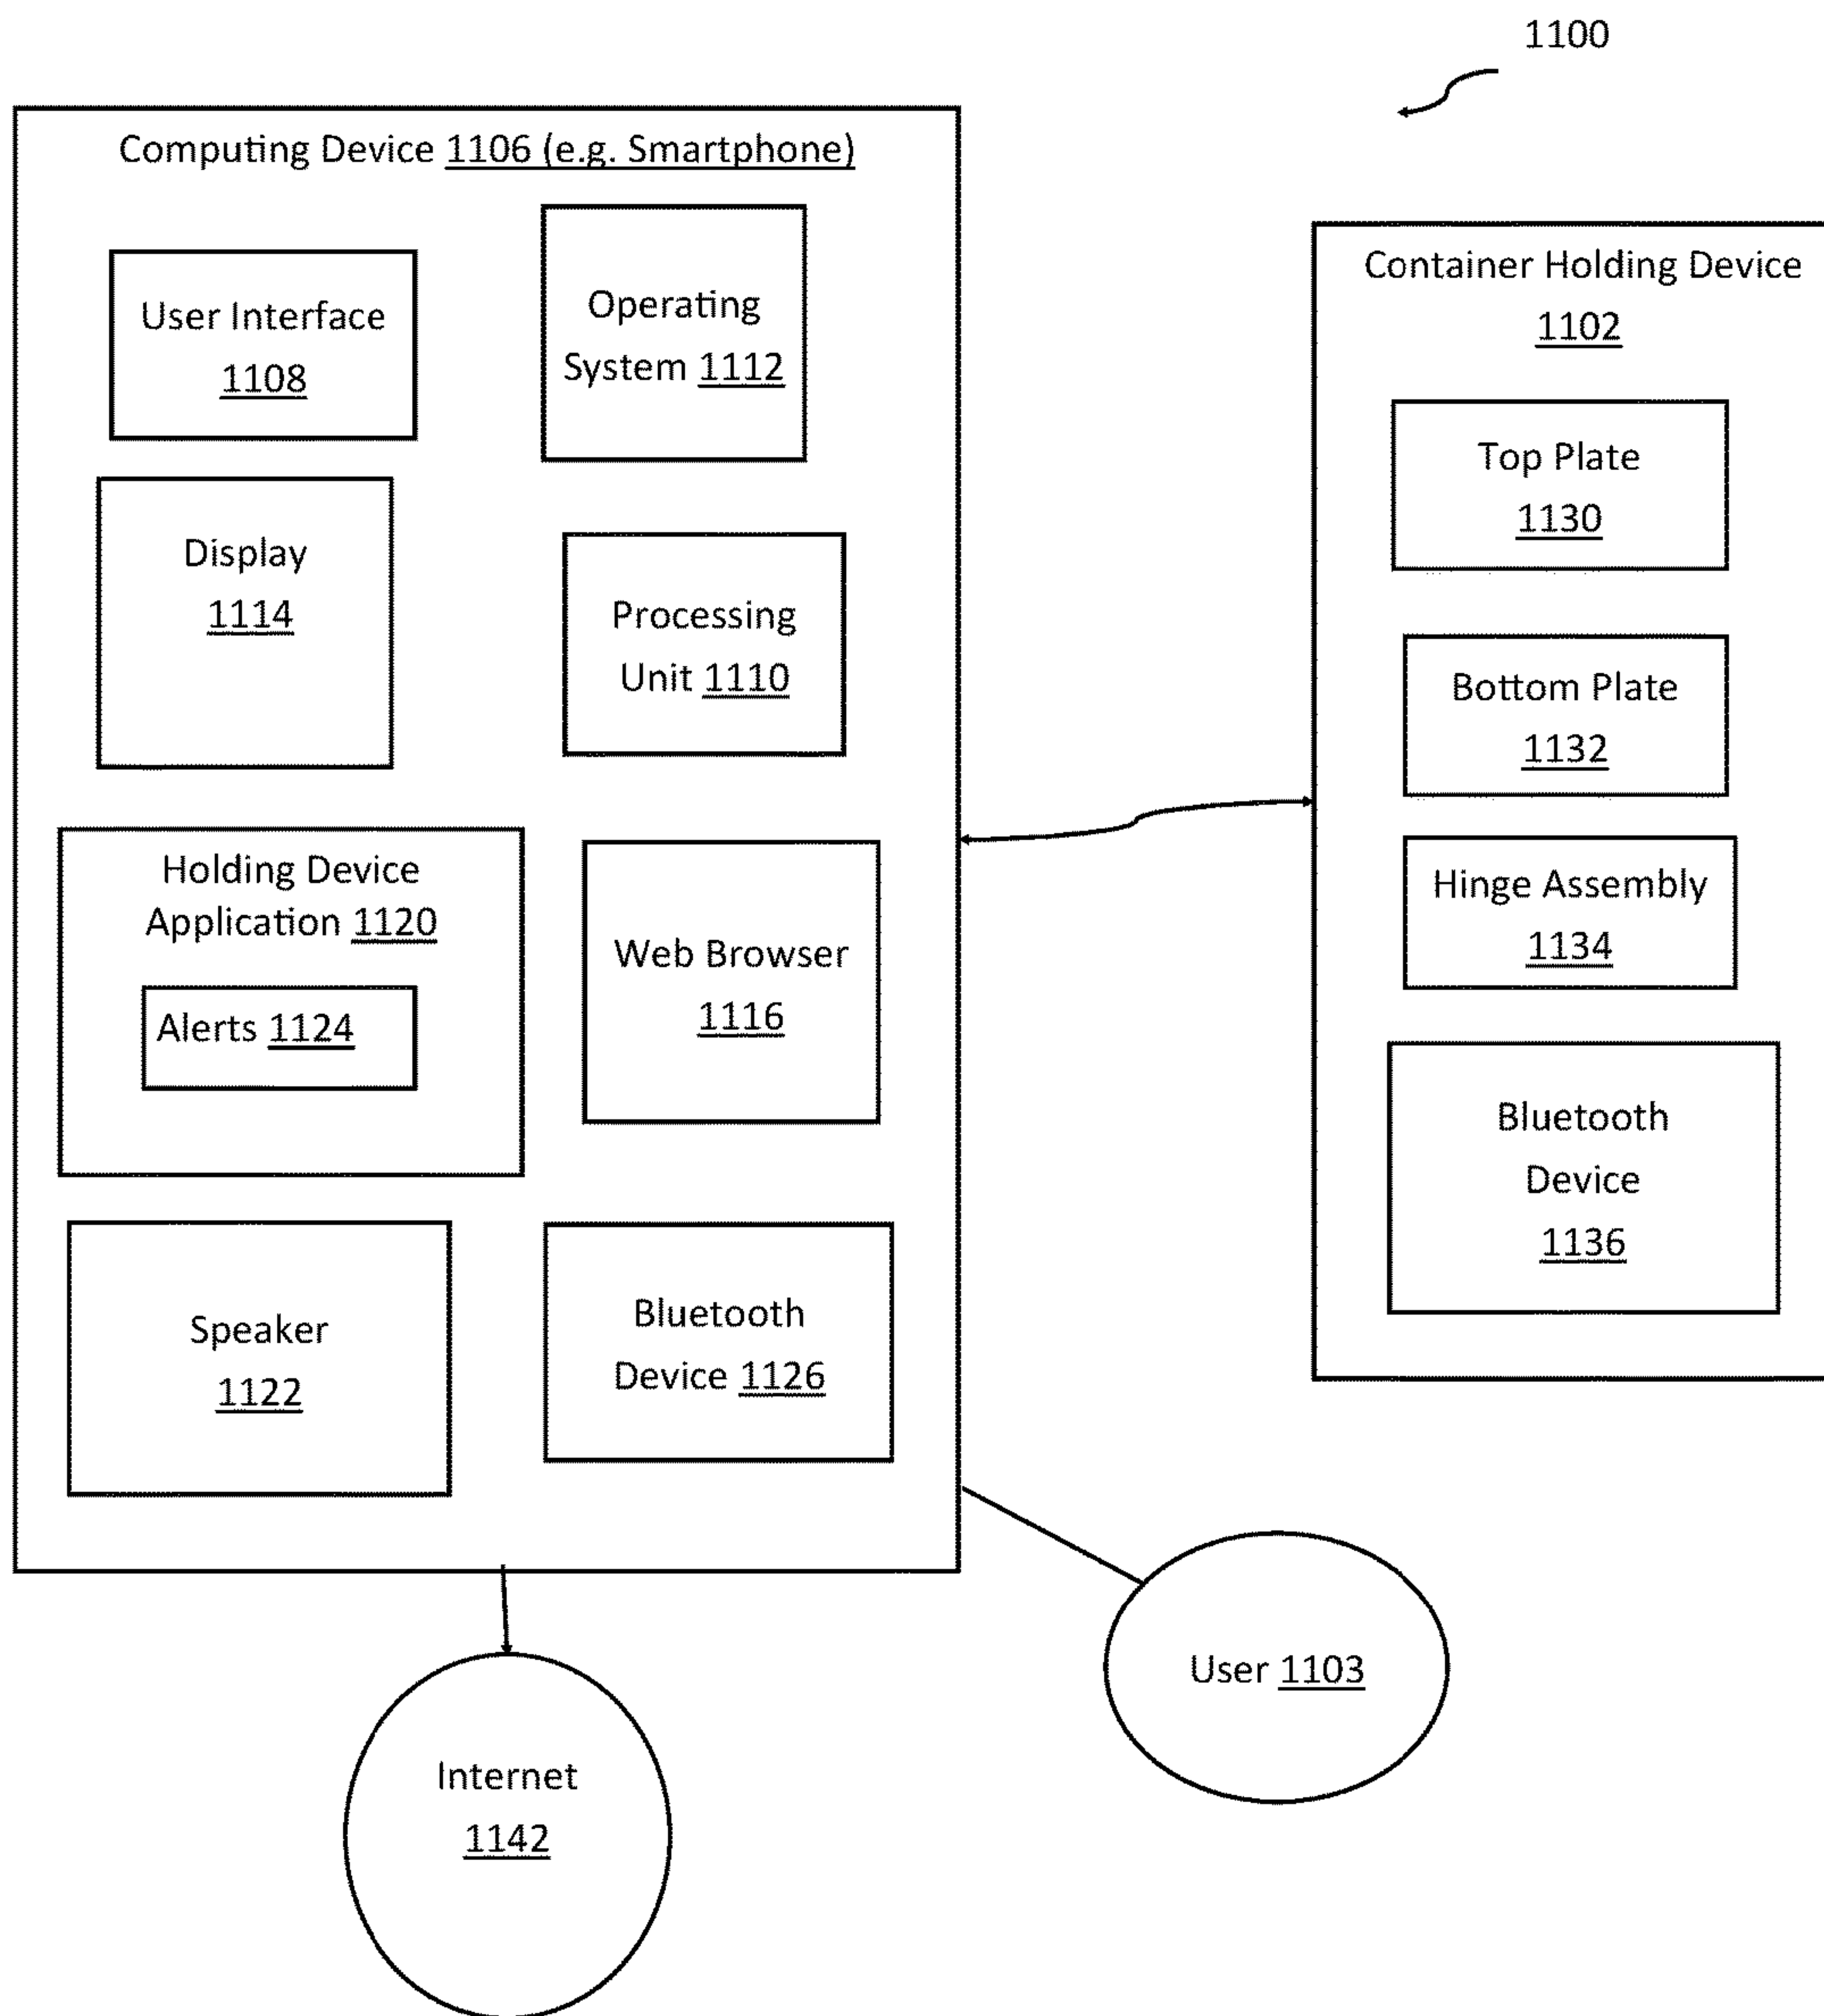 1100
Computing Device 1106 (e.g. Smartphone)
User Interface
1108
Operating
System 1112
Display
1114
Processing
Unit 1110
Holding Device
Application 1120
Alerts 1124
Web Browser
1116
Speaker
1122
Bluetooth
Device 1126
Container Holding Device
1102
Top Plate
1130
Bottom Plate
1132
Hinge Assembly
1134
Bluetooth
Device
1136
User 1103
Internet
1142